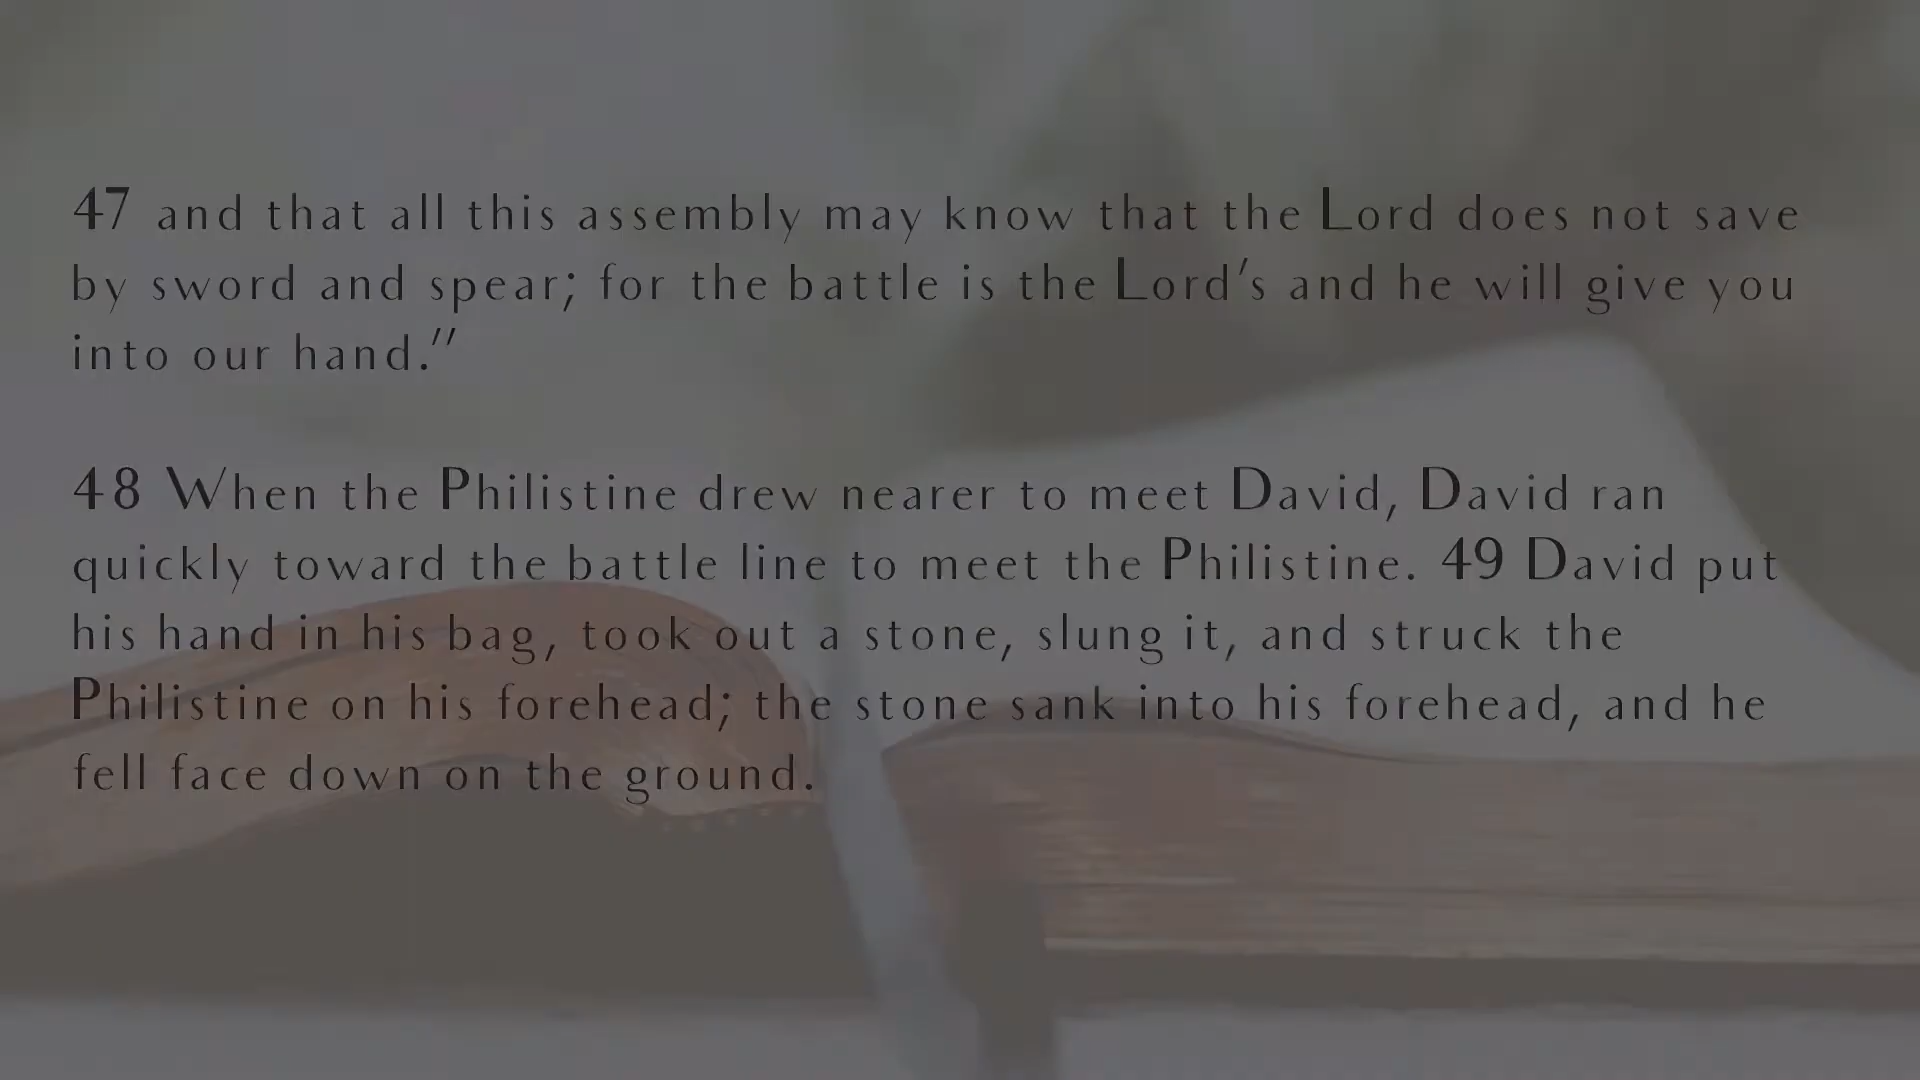 47 and that all this assembly may know that the Lord does not save
by sword and spear; for the battle is the Lord's and he will give you
into our hand."
48 When the Philistine drew nearer to meet David, David ran
quickly toward the battle line to meet the Philistine. 49 David put
his hand in his bag, took out a stone, slung it, and struck the
Philistine on his forehead; the stone sank into his forehead, and he
fell face down on the ground.